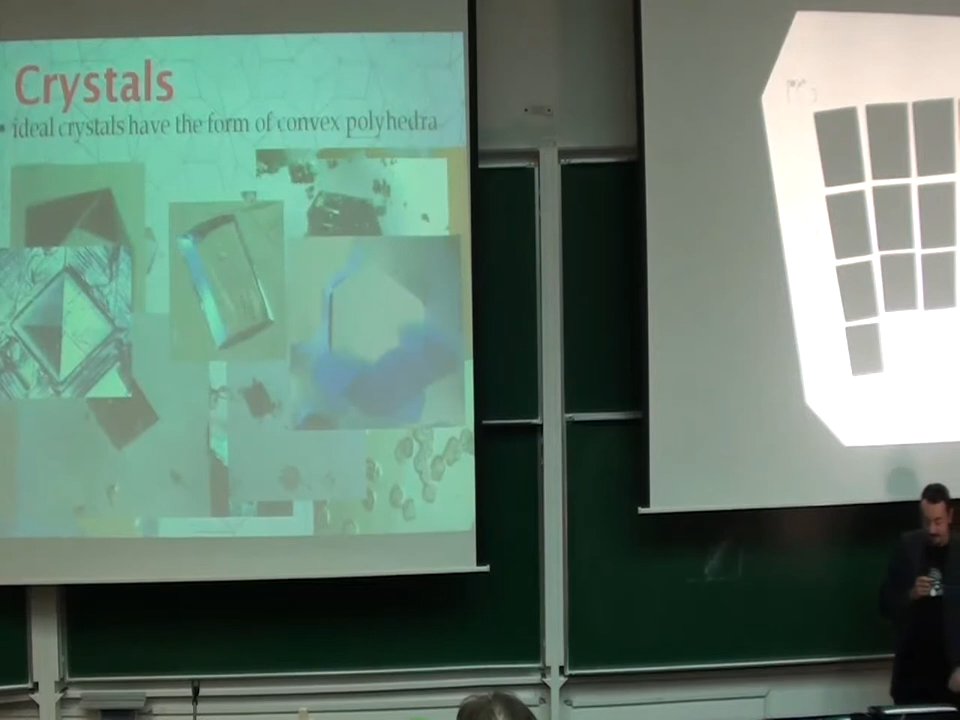 Crystals
• ideal crystals have the form of convex polyhedra